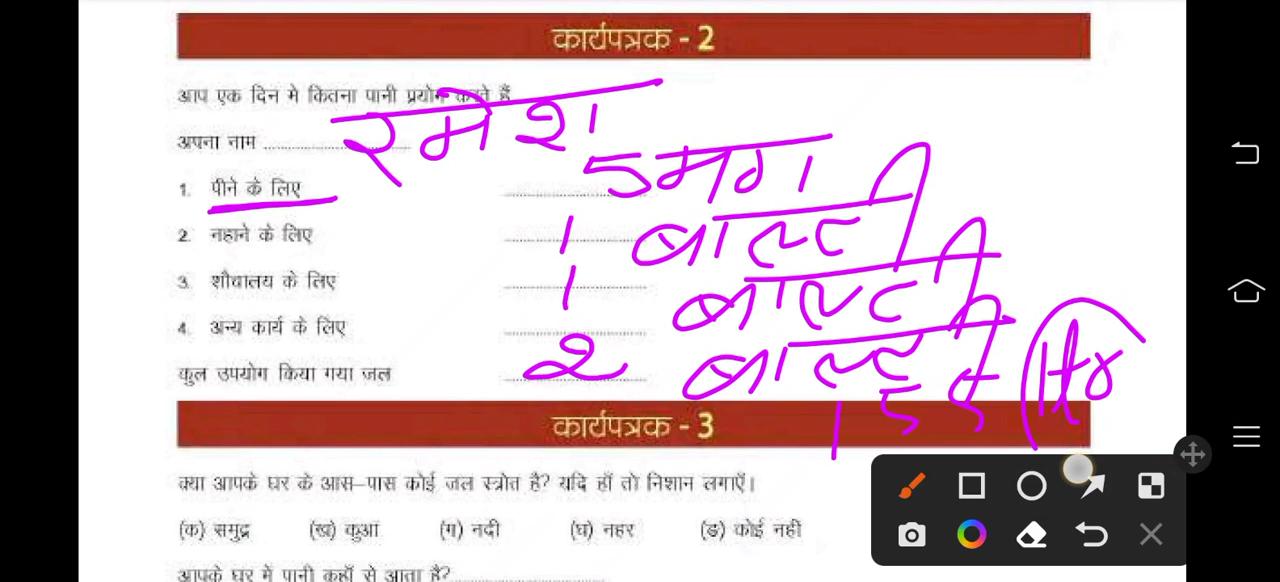 कार्यपत्रक - 2
आप एक दिन मे कितना पानी प्रयोग करते हैं
अपना नाम .......................... रमेश
1. पीने के लिए .......................... 5 मग
2. नहाने के लिए .......................... 1 बाल्टी
3. शौचालय के लिए .......................... 1 बाल्टी
4. अन्य कार्य के लिए .......................... 2 बाल्टी
कुल उपयोग किया गया जल ..........................
कार्यपत्रक - 3
क्या आपके घर के आस–पास कोई जल स्त्रोत है? यदि हाँ तो निशान लगाएँ।
(क) समुद्र (ख) कुआं (ग) नदी (घ) नहर (ङ) कोई नहीं
आपके घर में पानी कहाँ से आता है? ..........................